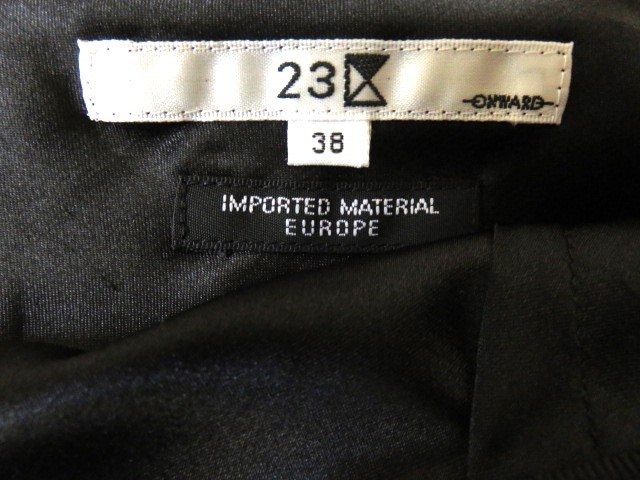 23区
ONWARD
38
IMPORTED MATERIAL
EUROPE